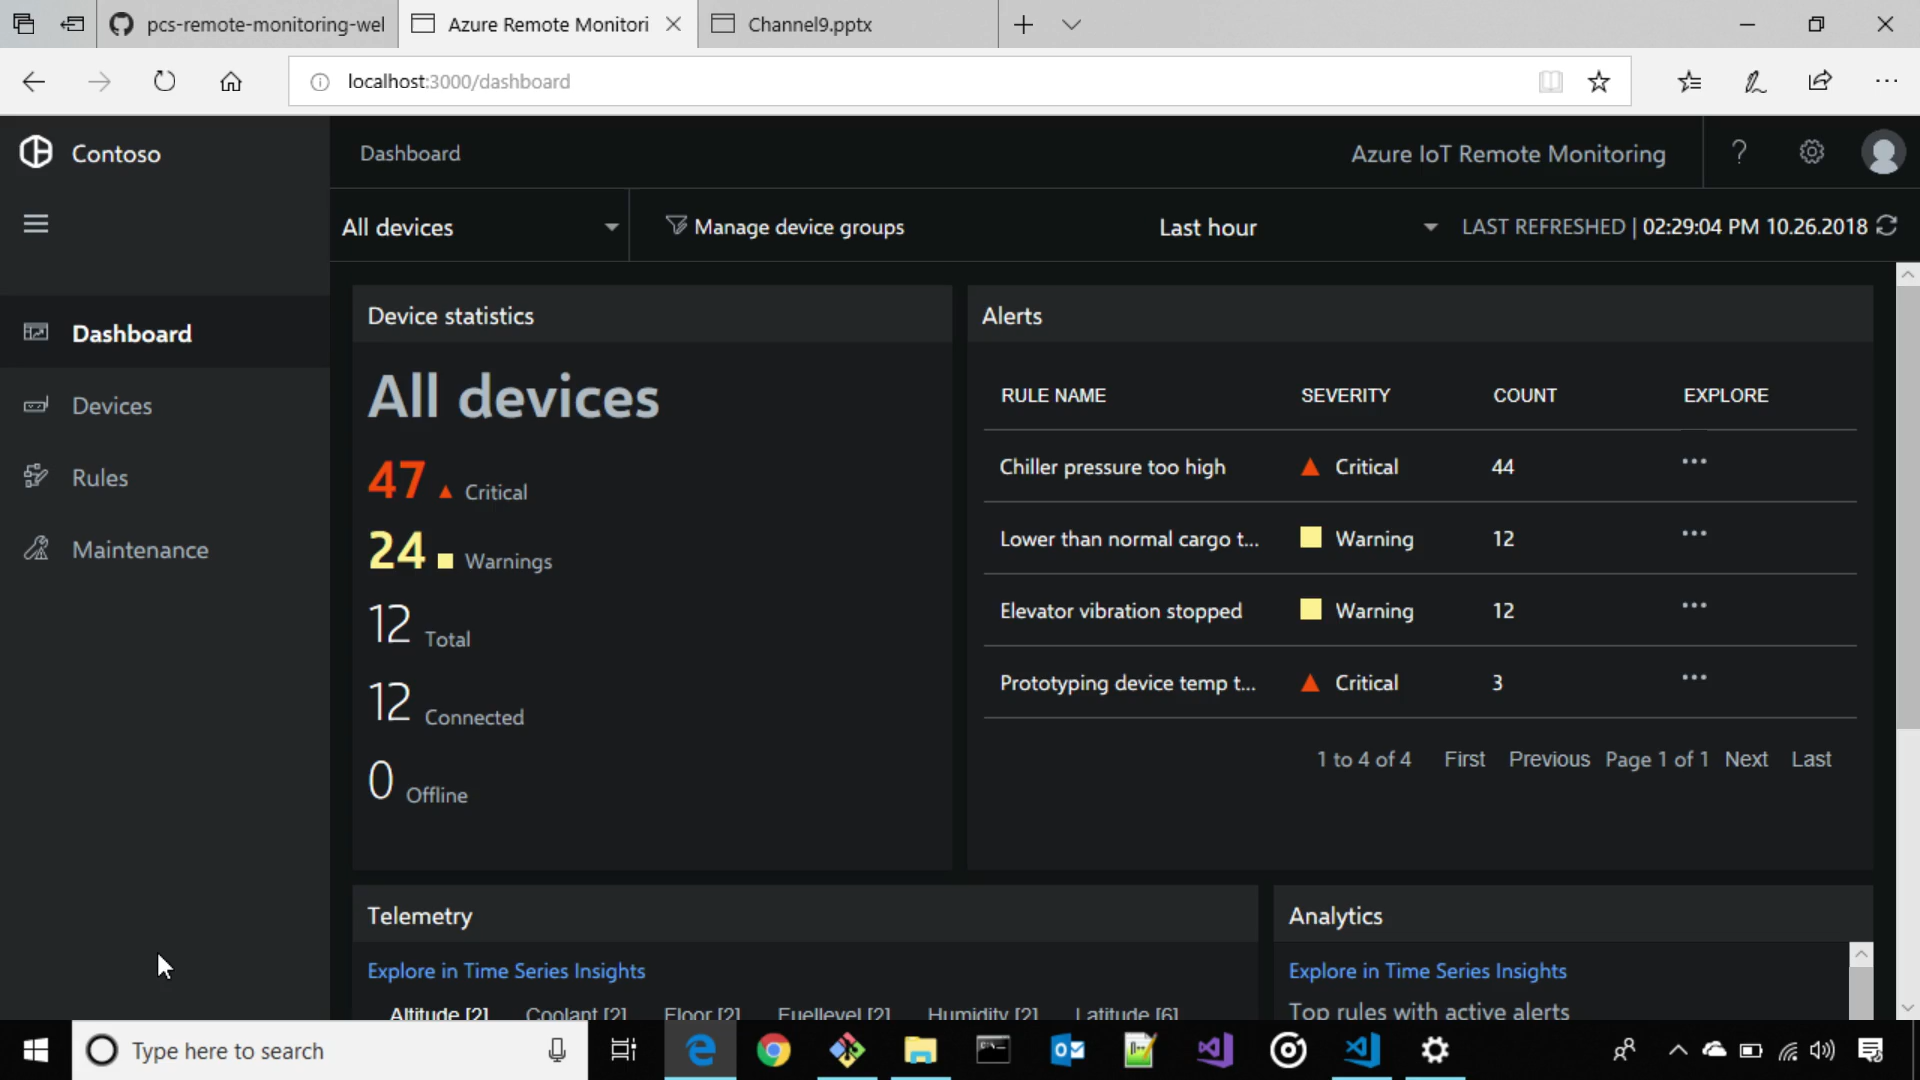 pcs-remote-monitoring-wel
Azure Remote Monitori
Channel9.pptx
localhost:3000/dashboard
Contoso
Dashboard
Azure IoT Remote Monitoring
?
All devices
Manage device groups
Last hour
LAST REFRESHED | 02:29:04 PM 10.26.2018
Dashboard
Devices
Rules
Maintenance
Device statistics
All devices
47 Critical
24 Warnings
12 Total
12 Connected
0 Offline
Alerts
RULE NAME SEVERITY COUNT EXPLORE
Chiller pressure too high Critical 44 ...
Lower than normal cargo t... Warning 12 ...
Elevator vibration stopped Warning 12 ...
Prototyping device temp t... Critical 3 ...
1 to 4 of 4 First Previous Page 1 of 1 Next Last
Telemetry
Explore in Time Series Insights
Altitude [2] Coolant [2] Floor [2] Fuellevel [2] Humidity [2] Latitude [6]
Analytics
Explore in Time Series Insights
Top rules with active alerts
Type here to search